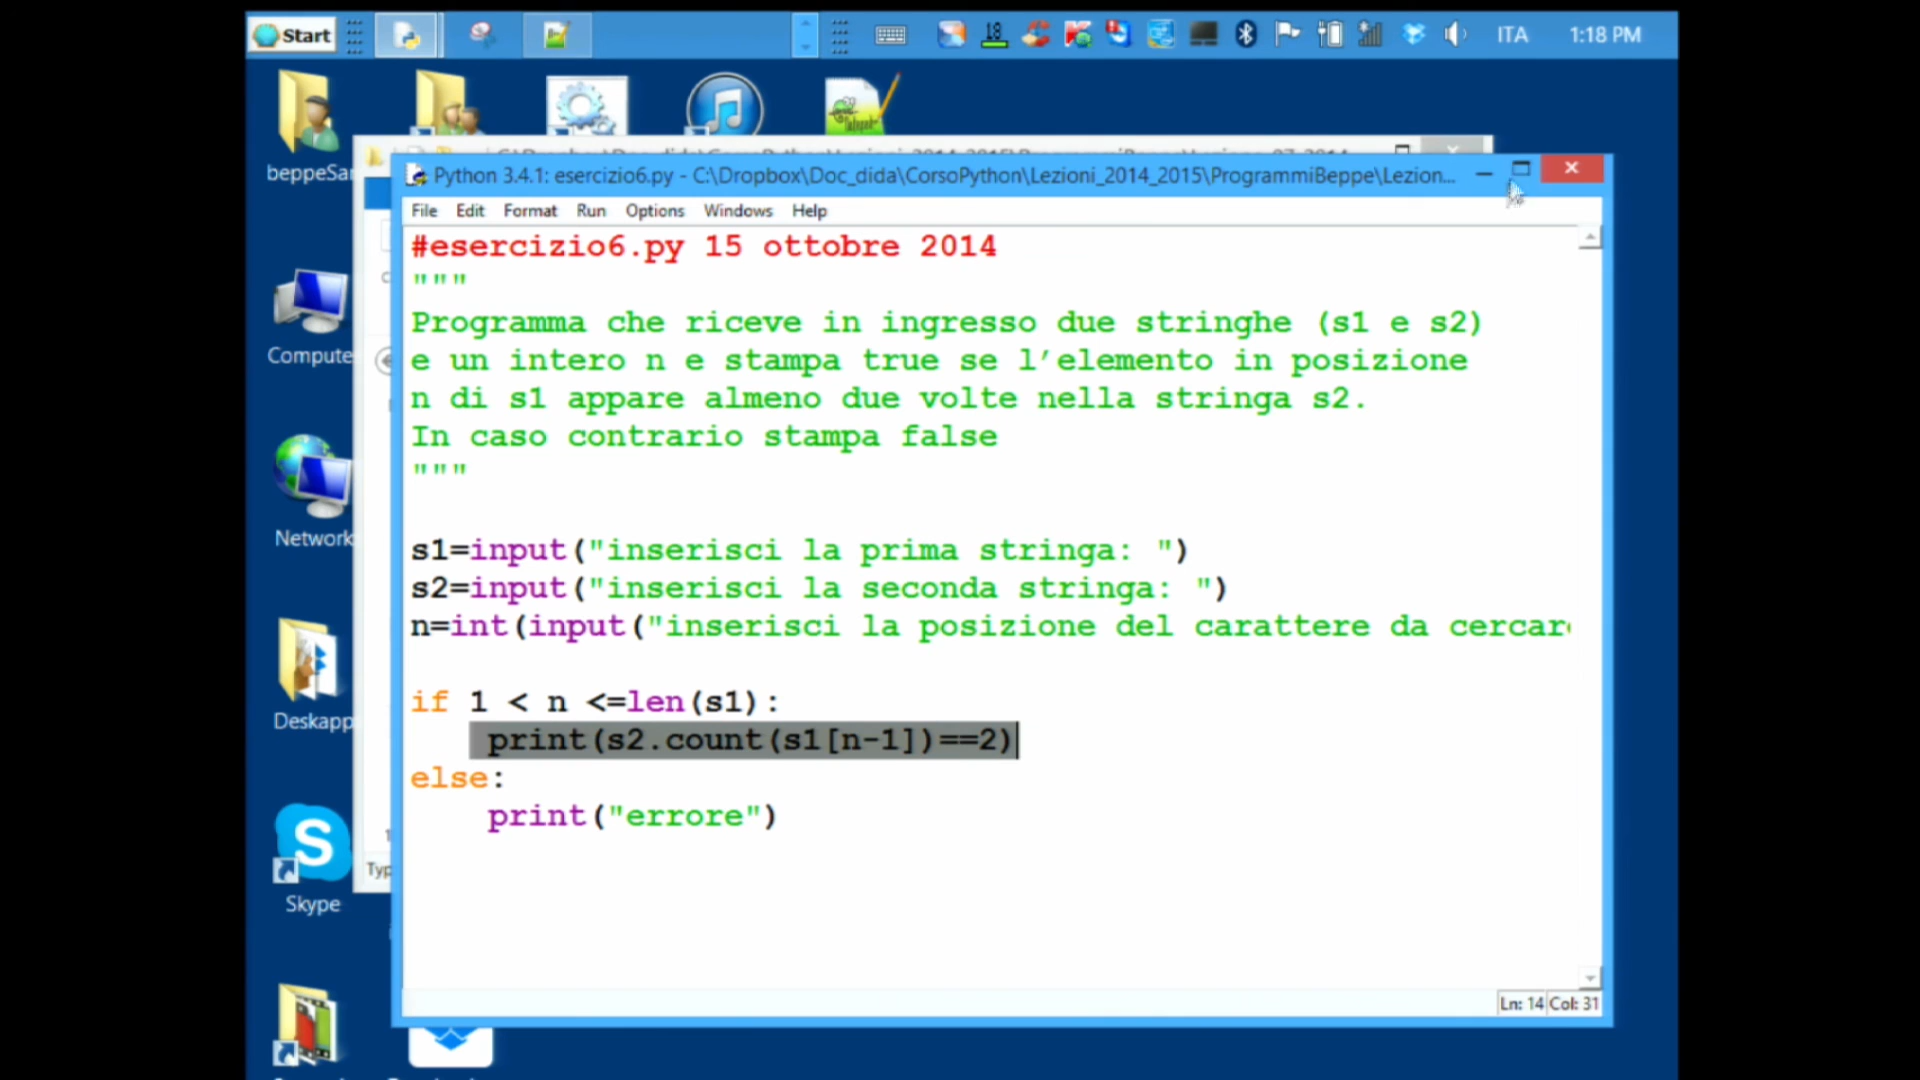 Start
18
ITA
1:18 PM
Python 3.4.1: esercizio6.py - C:\Dropbox\Doc_dida\CorsoPython\Lezioni_2014_2015\ProgrammiBeppe\Lezion...
File Edit Format Run Options Windows Help
#esercizio6.py 15 ottobre 2014
"""
Programma che riceve in ingresso due stringhe (s1 e s2)
e un intero n e stampa true se l'elemento in posizione
n di s1 appare almeno due volte nella stringa s2.
In caso contrario stampa false
"""
s1=input("inserisci la prima stringa: ")
s2=input("inserisci la seconda stringa: ")
n=int(input("inserisci la posizione del carattere da cercar
if 1 < n <=len(s1):
print(s2.count(s1[n-1])==2)
else:
print("errore")
Ln: 14 Col: 31
beppeSa
Compute
Network
Deskapp
Skype
Typ